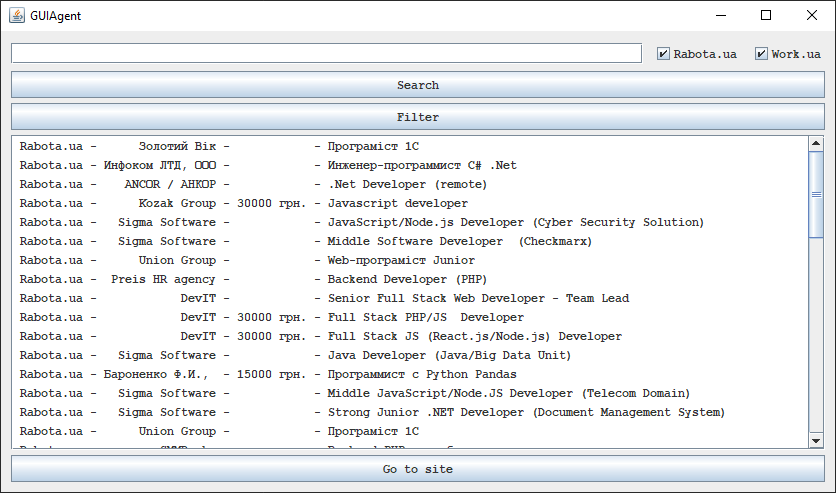 GUIAgent
Rabota.ua Work.ua
Search
Filter
Rabota.ua - Золотий Вік - - Програміст 1С
Rabota.ua - Инфоком ЛТД, ООО - - Инженер-программист C# .Net
Rabota.ua - ANCOR / АНКОР - - .Net Developer (remote)
Rabota.ua - Kozak Group - 30000 грн. - Javascript developer
Rabota.ua - Sigma Software - - JavaScript/Node.js Developer (Cyber Security Solution)
Rabota.ua - Sigma Software - - Middle Software Developer (Checkmarx)
Rabota.ua - Union Group - - Web-програміст Junior
Rabota.ua - Preis HR agency - - Backend Developer (PHP)
Rabota.ua - DevIT - - Senior Full Stack Web Developer - Team Lead
Rabota.ua - DevIT - 30000 грн. - Full Stack PHP/JS Developer
Rabota.ua - DevIT - 30000 грн. - Full Stack JS (React.js/Node.js) Developer
Rabota.ua - Sigma Software - - Java Developer (Java/Big Data Unit)
Rabota.ua - Бароненко Ф.И., - 15000 грн. - Программист с Python Pandas
Rabota.ua - Sigma Software - - Middle JavaScript/Node.JS Developer (Telecom Domain)
Rabota.ua - Sigma Software - - Strong Junior .NET Developer (Document Management System)
Rabota.ua - Union Group - - Програміст 1С
Go to site